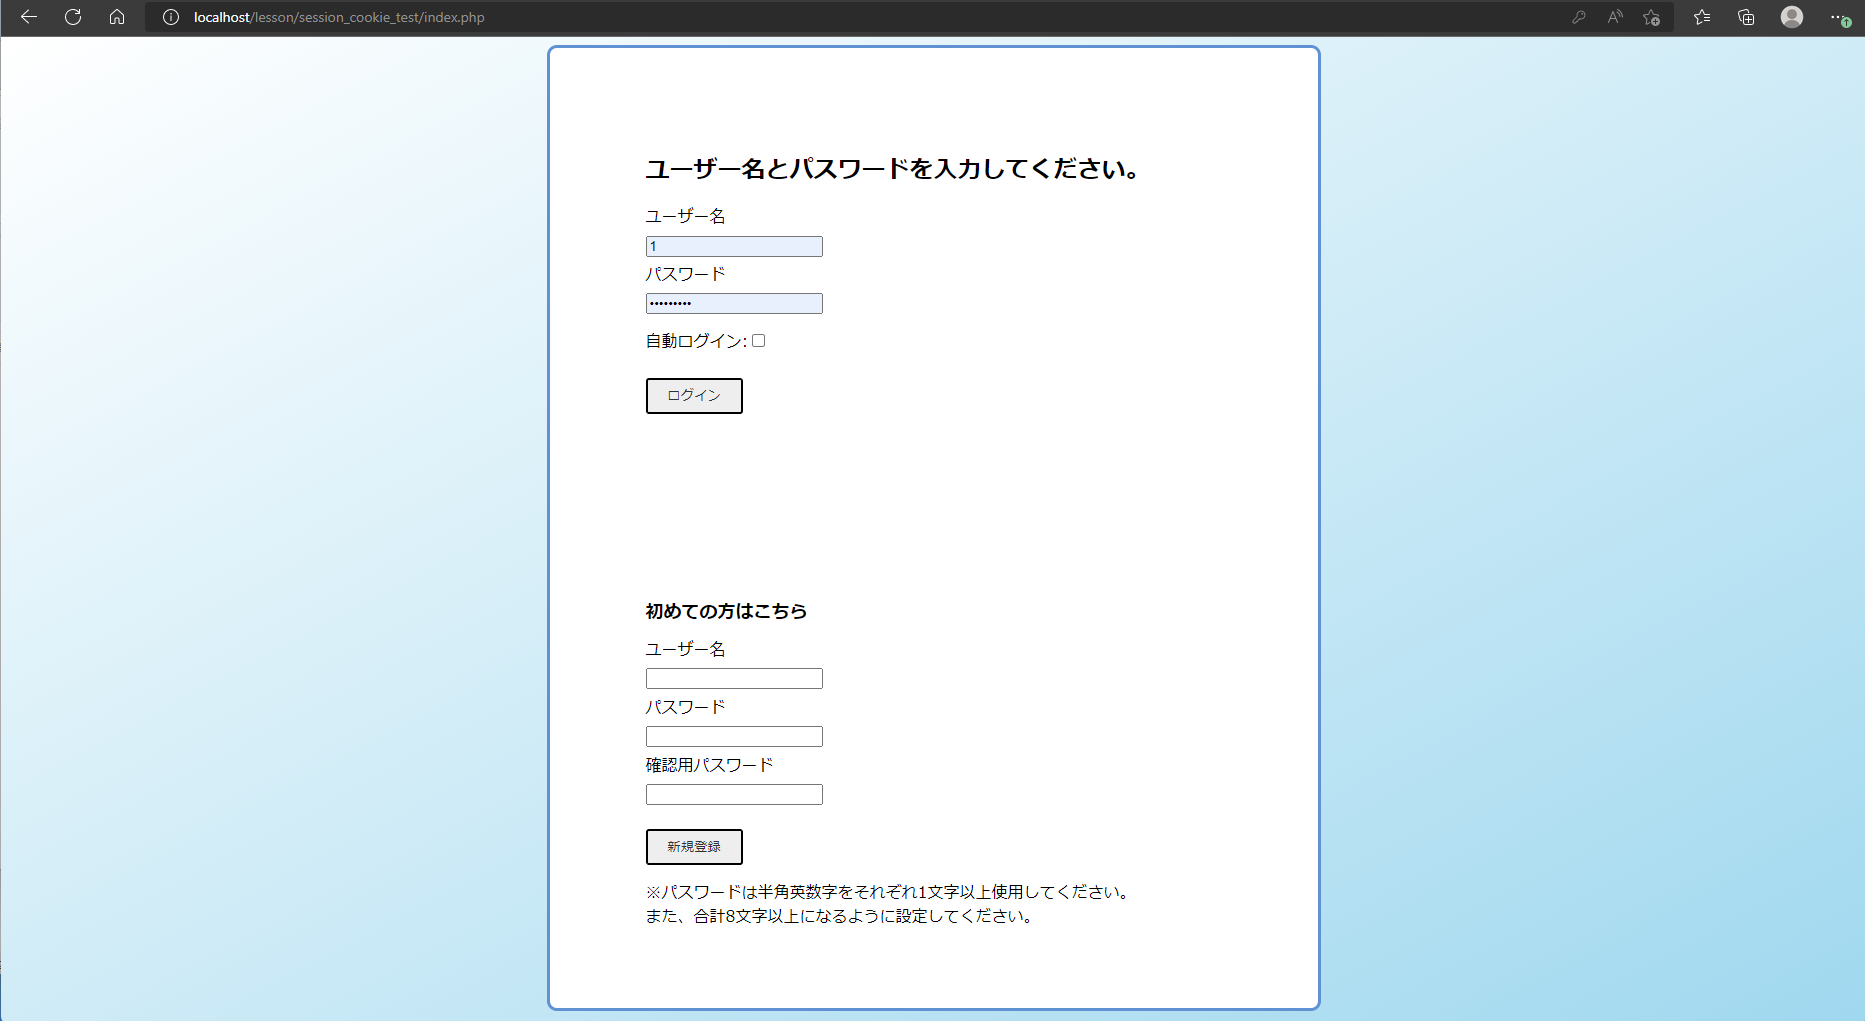 localhost/lesson/session_cookie_test/index.php
ユーザー名とパスワードを入力してください。
ユーザー名
1
パスワード
•••••••••
自動ログイン:
ログイン
初めての方はこちら
ユーザー名
パスワード
確認用パスワード
新規登録
※パスワードは半角英数字をそれぞれ1文字以上使用してください。
また、合計8文字以上になるように設定してください。